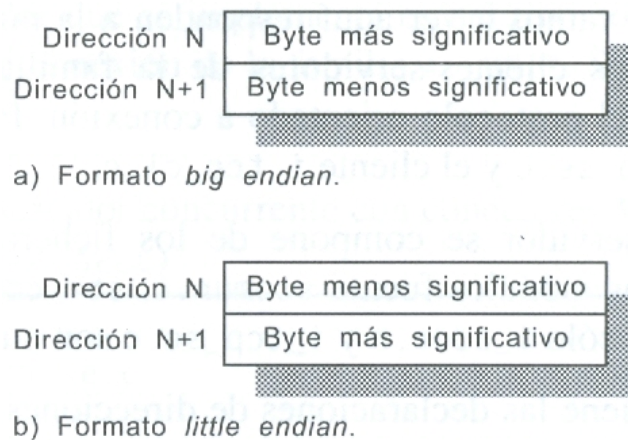 Dirección N Byte más significativo
Dirección N+1 Byte menos significativo
a) Formato big endian.
Dirección N Byte menos significativo
Dirección N+1 Byte más significativo
b) Formato little endian.